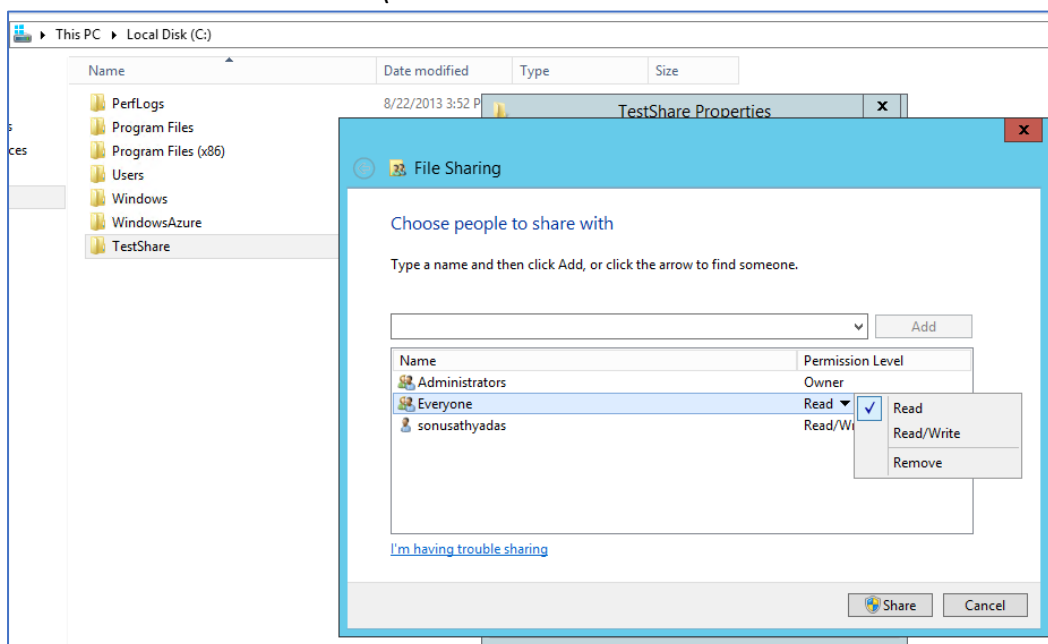 This PC Local Disk (C:)
Name Date modified Type Size
PerfLogs 8/22/2013 3:52 P
Program Files
Program Files (x86)
Users
Windows
WindowsAzure
TestShare
s
ces
TestShare Properties
x
x
File Sharing
Choose people to share with
Type a name and then click Add, or click the arrow to find someone.
Add
Name Permission Level
Administrators Owner
Everyone Read
sonusathyadas Read/Wr
Read
Read/Write
Remove
I'm having trouble sharing
Share Cancel